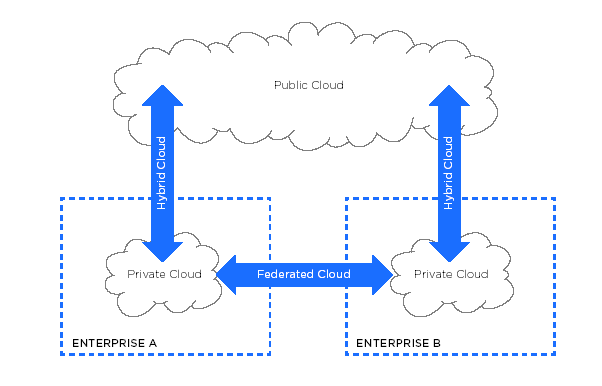 Public Cloud
Hybrid Cloud
Hybrid Cloud
Private Cloud
Federated Cloud
Private Cloud
ENTERPRISE A
ENTERPRISE B